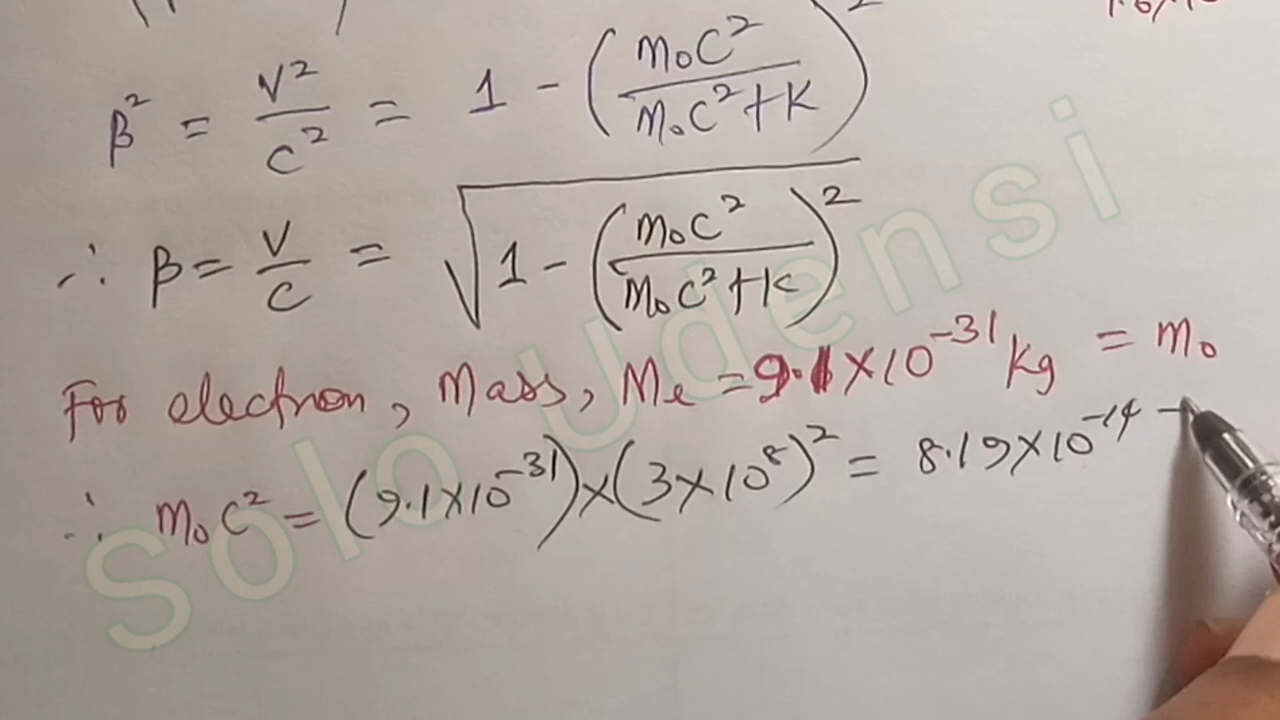 β² = V²/C² = 1 - (m₀C²/m₀C²+K)²
∴ β = V/C = √1 - (m₀C²/m₀C²+K)²
For electron, Mass, Me = 9.1×10⁻³¹ Kg = m₀
∴ m₀C² = (9.1×10⁻³¹)×(3×10⁸)² = 8.19×10⁻¹⁴
Solo Udensi